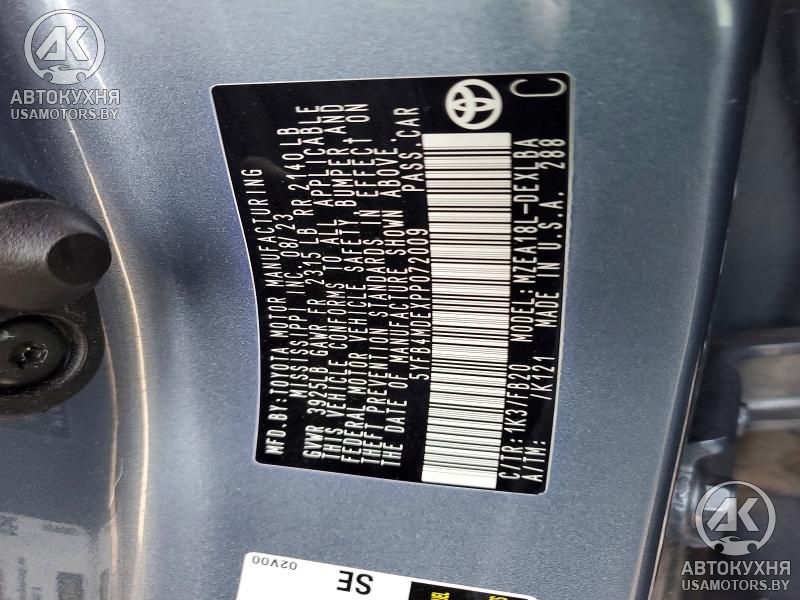 MFD.BY:TOYOTA MOTOR MANUFACTURING
MISSISSIPPI INC. 08/23
GVWR 3925LB GAWR FR 2315 LB RR 2140LB
THIS VEHICLE CONFORMS TO ALL APPLICABLE
FEDERAL MOTOR VEHICLE SAFETY BUMPER AND
THEFT PREVENTION STANDARDS IN EFFECT ON
THE DATE OF MANUFACTURE SHOWN ABOVE.
5YFB4MDEXPP072009 PASS.CAR
C/TR:1K3/FB20 MODEL:MZEA18L-DEXLBA
A/TM: /K121 MADE IN U.S.A. 288
C
02V00
SE
АВТОКУХНЯ
USAMOTORS.BY
АВТОКУХНЯ
USAMOTORS.BY